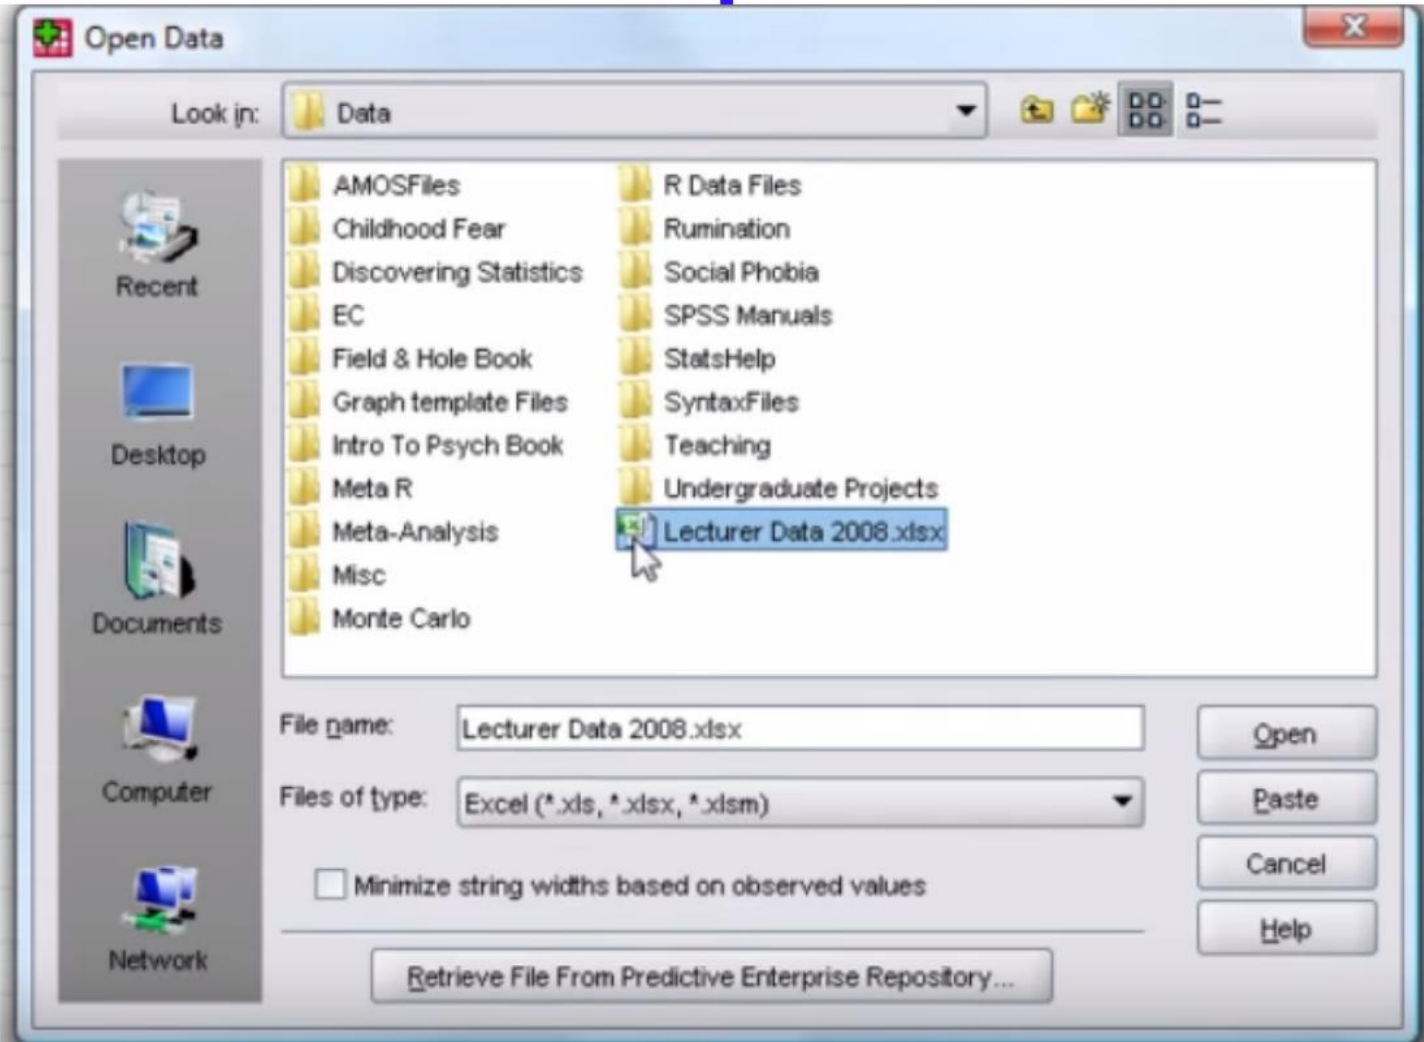 Open Data
Look in: Data
Recent
Desktop
Documents
Computer
Network
AMOSFiles
Childhood Fear
Discovering Statistics
EC
Field & Hole Book
Graph template Files
Intro To Psych Book
Meta R
Meta-Analysis
Misc
Monte Carlo
R Data Files
Rumination
Social Phobia
SPSS Manuals
StatsHelp
SyntaxFiles
Teaching
Undergraduate Projects
Lecturer Data 2008.xlsx
File name: Lecturer Data 2008.xlsx
Files of type: Excel (*.xls, *.xlsx, *.xlsm)
Minimize string widths based on observed values
Retrieve File From Predictive Enterprise Repository...
Open
Paste
Cancel
Help